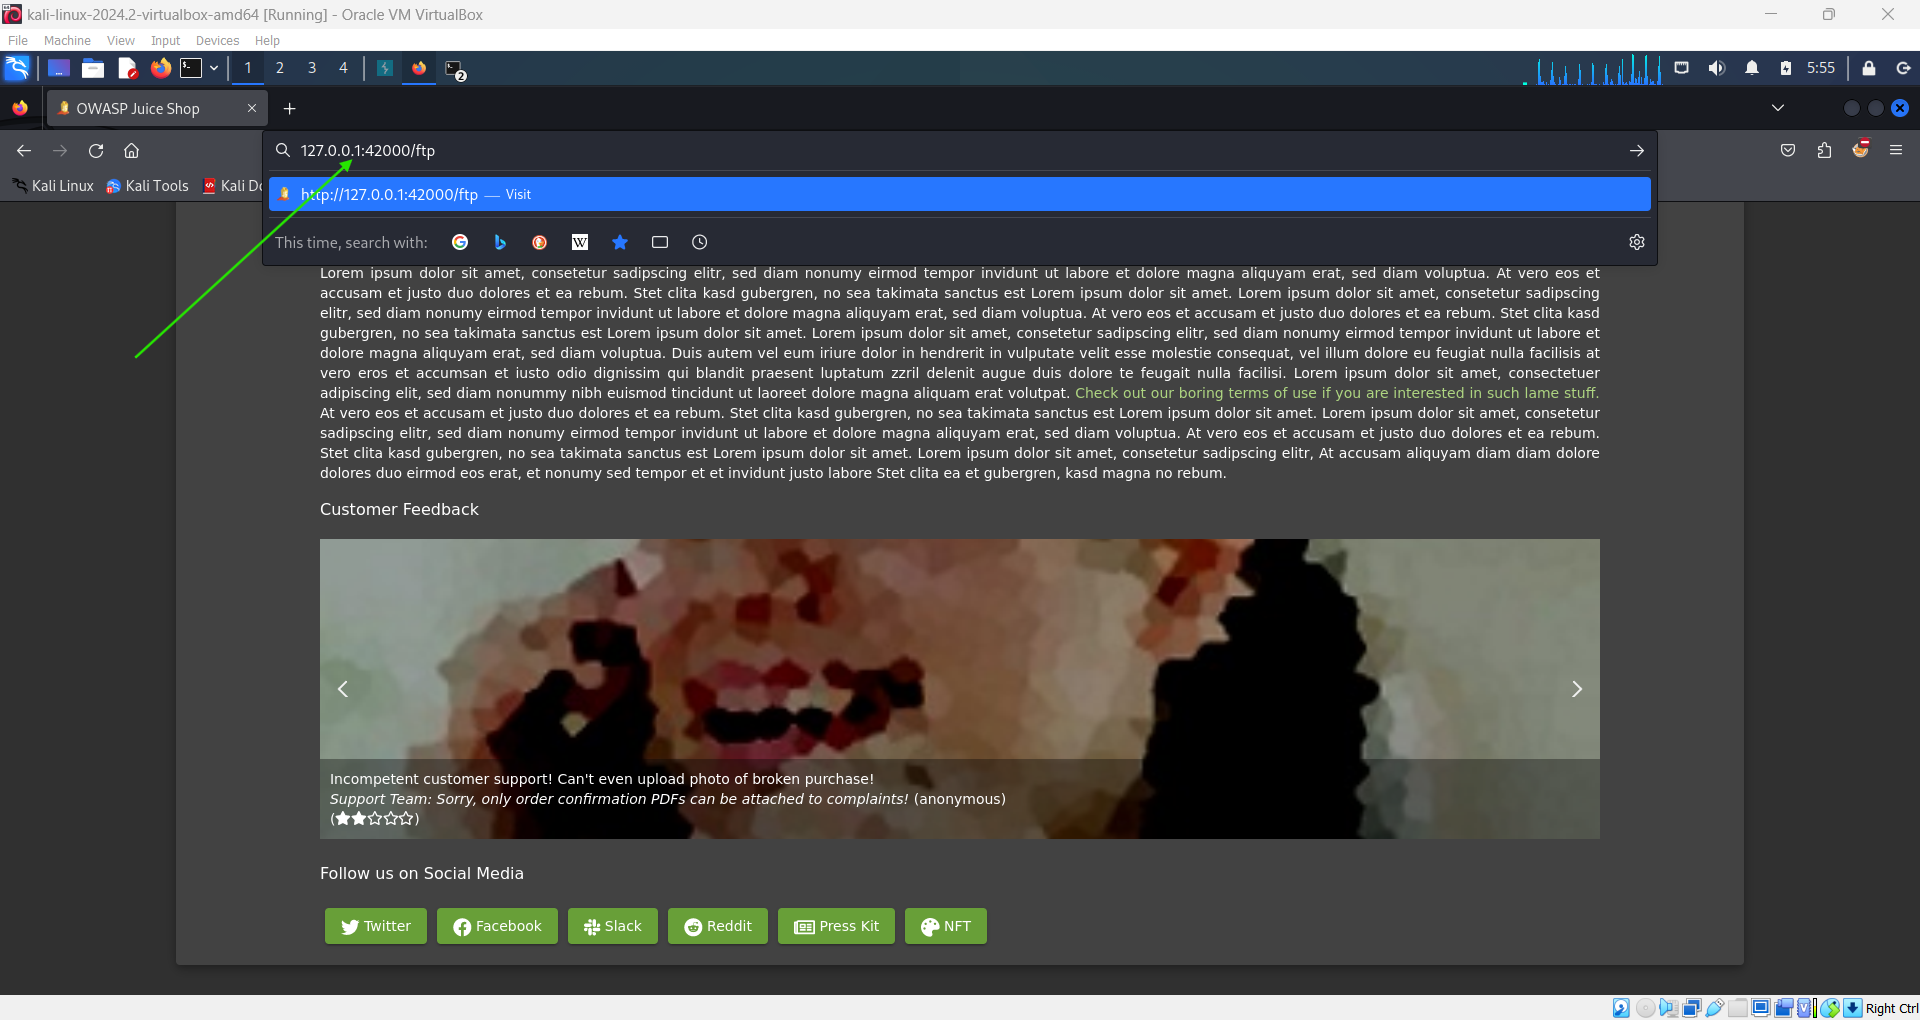 kali-linux-2024.2-virtualbox-amd64 [Running] - Oracle VM VirtualBox
File Machine View Input Devices Help
1 2 3 4 2 5:55
OWASP Juice Shop
127.0.0.1:42000/ftp
Kali Linux Kali Tools Kali Do
http://127.0.0.1:42000/ftp — Visit
This time, search with: G W
Lorem ipsum dolor sit amet, consetetur sadipscing elitr, sed diam nonumy eirmod tempor invidunt ut labore et dolore magna aliquyam erat, sed diam voluptua. At vero eos et
accusam et justo duo dolores et ea rebum. Stet clita kasd gubergren, no sea takimata sanctus est Lorem ipsum dolor sit amet. Lorem ipsum dolor sit amet, consetetur sadipscing
elitr, sed diam nonumy eirmod tempor invidunt ut labore et dolore magna aliquyam erat, sed diam voluptua. At vero eos et accusam et justo duo dolores et ea rebum. Stet clita kasd
gubergren, no sea takimata sanctus est Lorem ipsum dolor sit amet. Lorem ipsum dolor sit amet, consetetur sadipscing elitr, sed diam nonumy eirmod tempor invidunt ut labore et
dolore magna aliquyam erat, sed diam voluptua. Duis autem vel eum iriure dolor in hendrerit in vulputate velit esse molestie consequat, vel illum dolore eu feugiat nulla facilisis at
vero eros et accumsan et iusto odio dignissim qui blandit praesent luptatum zzril delenit augue duis dolore te feugait nulla facilisi. Lorem ipsum dolor sit amet, consectetuer
adipiscing elit, sed diam nonummy nibh euismod tincidunt ut laoreet dolore magna aliquam erat volutpat. Check out our boring terms of use if you are interested in such lame stuff.
At vero eos et accusam et justo duo dolores et ea rebum. Stet clita kasd gubergren, no sea takimata sanctus est Lorem ipsum dolor sit amet. Lorem ipsum dolor sit amet, consetetur
sadipscing elitr, sed diam nonumy eirmod tempor invidunt ut labore et dolore magna aliquyam erat, sed diam voluptua. At vero eos et accusam et justo duo dolores et ea rebum.
Stet clita kasd gubergren, no sea takimata sanctus est Lorem ipsum dolor sit amet. Lorem ipsum dolor sit amet, consetetur sadipscing elitr, At accusam aliquyam diam diam dolore
dolores duo eirmod eos erat, et nonumy sed tempor et et invidunt justo labore Stet clita ea et gubergren, kasd magna no rebum.
Customer Feedback
Incompetent customer support! Can't even upload photo of broken purchase!
Support Team: Sorry, only order confirmation PDFs can be attached to complaints! (anonymous)
(★★☆☆☆)
Follow us on Social Media
Twitter Facebook Slack Reddit Press Kit NFT
Right Ctrl